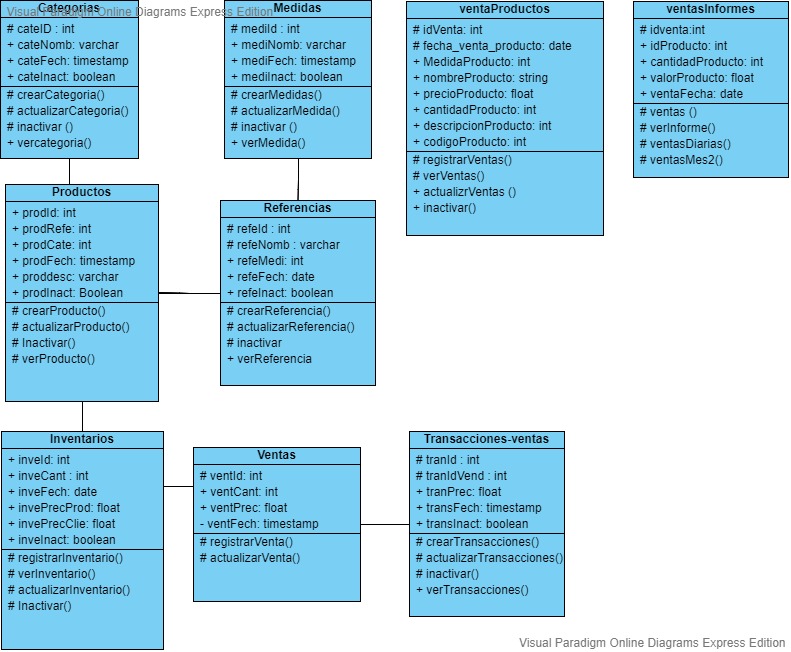 Categorias
Visual Paradigm Online Diagrams Express Edition
# cateID : int
+ cateNomb: varchar
+ cateFech: timestamp
+ cateInact: boolean
# crearCategoria()
# actualizarCategoria()
# inactivar ()
+ vercategoria()
Medidas
# mediId : int
# mediNomb: varchar
+ mediFech: timestamp
# mediInact: boolean
# crearMedidas()
# actualizarMedida()
# inactivar ()
+ verMedida()
ventaProductos
# idVenta: int
# fecha_venta_producto: date
+ MedidaProducto: int
+ nombreProducto: string
+ precioProducto: float
+ cantidadProducto: int
+ descripcionProducto: int
+ codigoProducto: int
# registrarVentas()
# verVentas()
+ actualizrVentas ()
+ inactivar()
ventasInformes
# idventa:int
+ idProducto: int
+ cantidadProducto: int
+ valorProducto: float
+ ventaFecha: date
# ventas ()
# verInforme()
# ventasDiarias()
# ventasMes2()
Productos
+ prodId: int
+ prodRefe: int
+ prodCate: int
+ prodFech: timestamp
+ proddesc: varchar
+ prodInact: Boolean
# crearProducto()
# actualizarProducto()
# Inactivar()
# verProducto()
Referencias
# refeId : int
# refeNomb : varchar
+ refeMedi: int
+ refeFech: date
+ refeInact: boolean
# crearReferencia()
# actualizarReferencia()
# inactivar
+ verReferencia
Inventarios
+ inveId: int
+ inveCant : int
+ inveFech: date
+ invePrecProd: float
+ invePrecClie: float
+ inveInact: boolean
# registrarInventario()
# verInventario()
# actualizarInventario()
# Inactivar()
Ventas
# ventId: int
+ ventCant: int
+ ventPrec: float
- ventFech: timestamp
# registrarVenta()
# actualizarVenta()
Transacciones-ventas
# tranId : int
# tranIdVend : int
+ tranPrec: float
+ transFech: timestamp
+ transInact: boolean
# crearTransacciones()
# actualizarTransacciones()
# inactivar()
+ verTransacciones()
Visual Paradigm Online Diagrams Express Edition